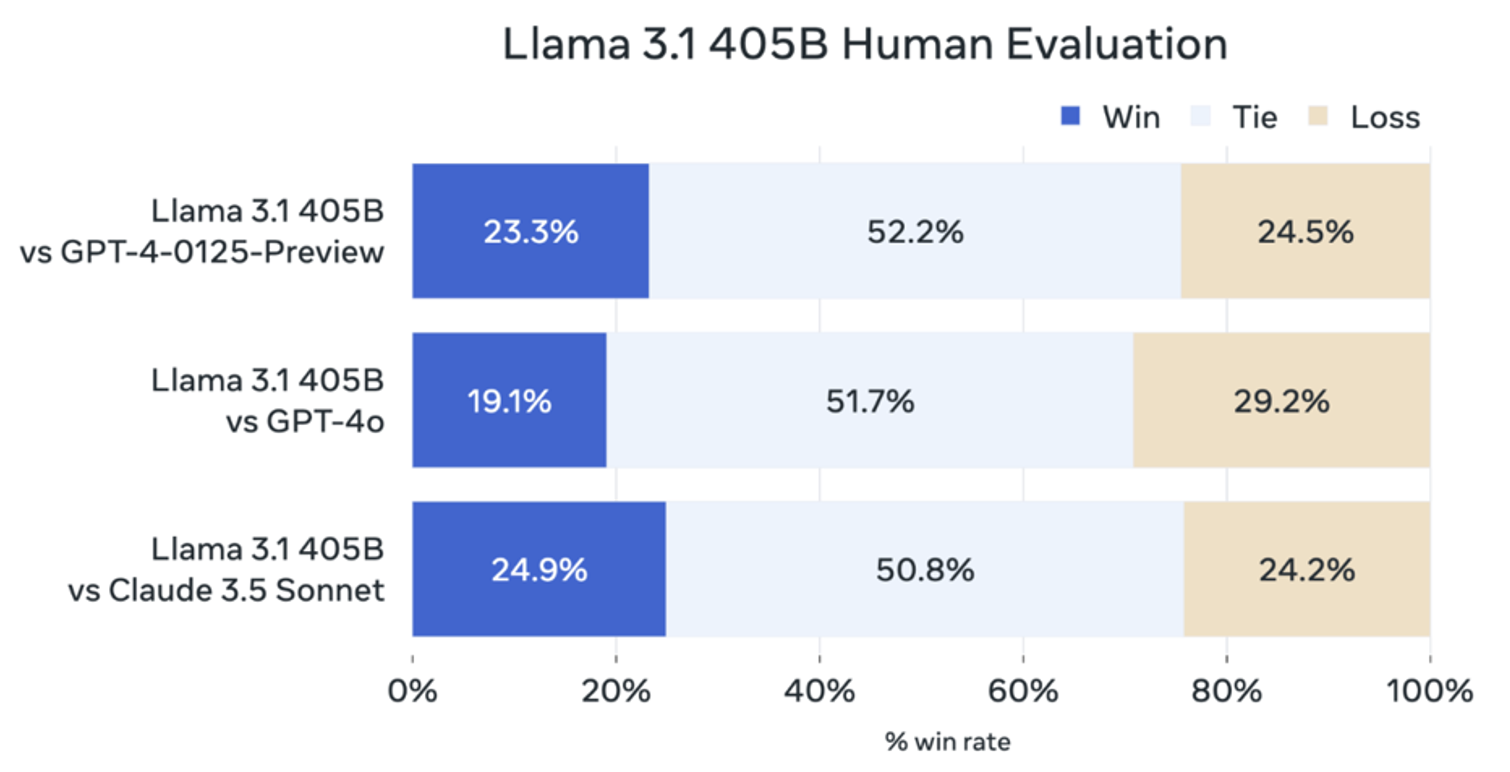 Llama 3.1 405B Human Evaluation
Win Tie Loss
Llama 3.1 405B
vs GPT-4-0125-Preview
23.3% 52.2% 24.5%
Llama 3.1 405B
vs GPT-4o
19.1% 51.7% 29.2%
Llama 3.1 405B
vs Claude 3.5 Sonnet
24.9% 50.8% 24.2%
0% 20% 40% 60% 80% 100%
% win rate